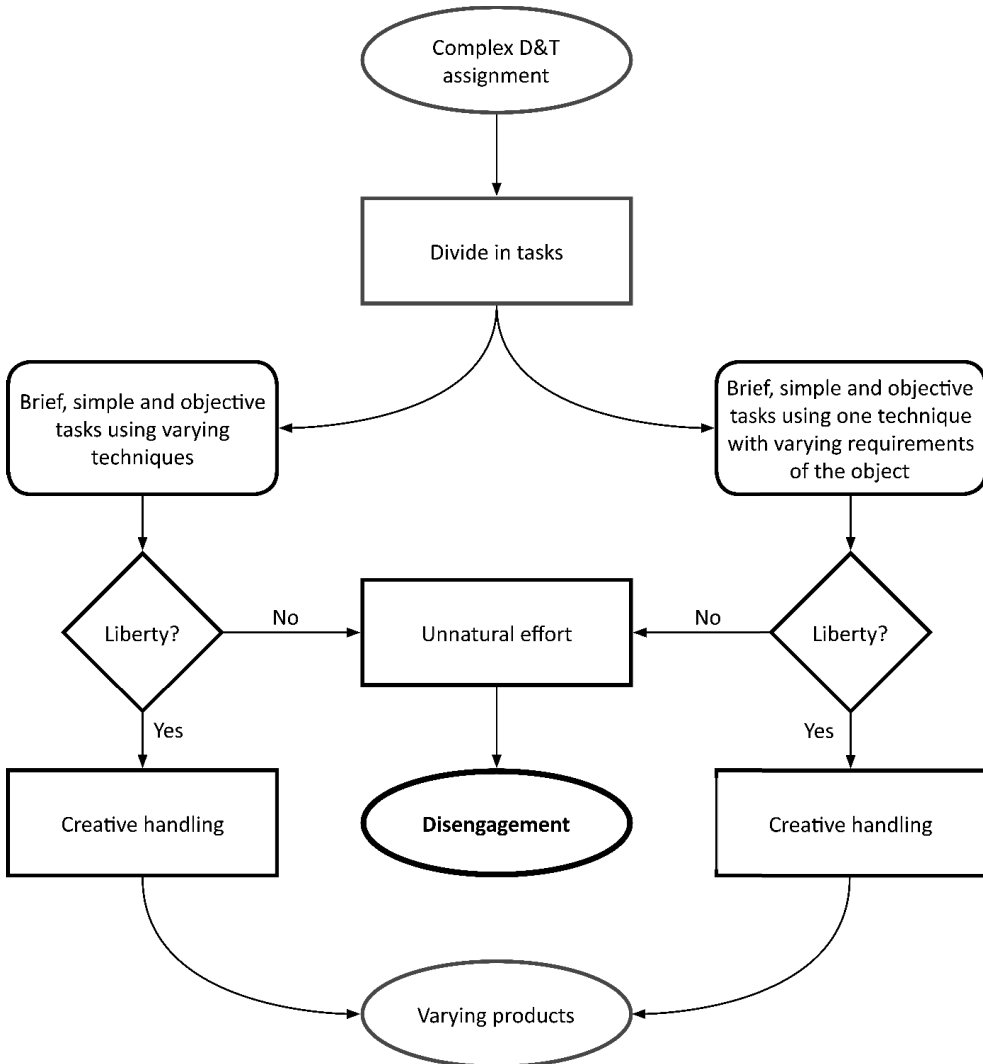 Complex D&T
assignment
Divide in tasks
Brief, simple and objective
tasks using varying
techniques
Brief, simple and objective
tasks using one technique
with varying requirements
of the object
Liberty?
No
Unnatural effort
No
Liberty?
Yes
Yes
Creative handling
Disengagement
Creative handling
Varying products